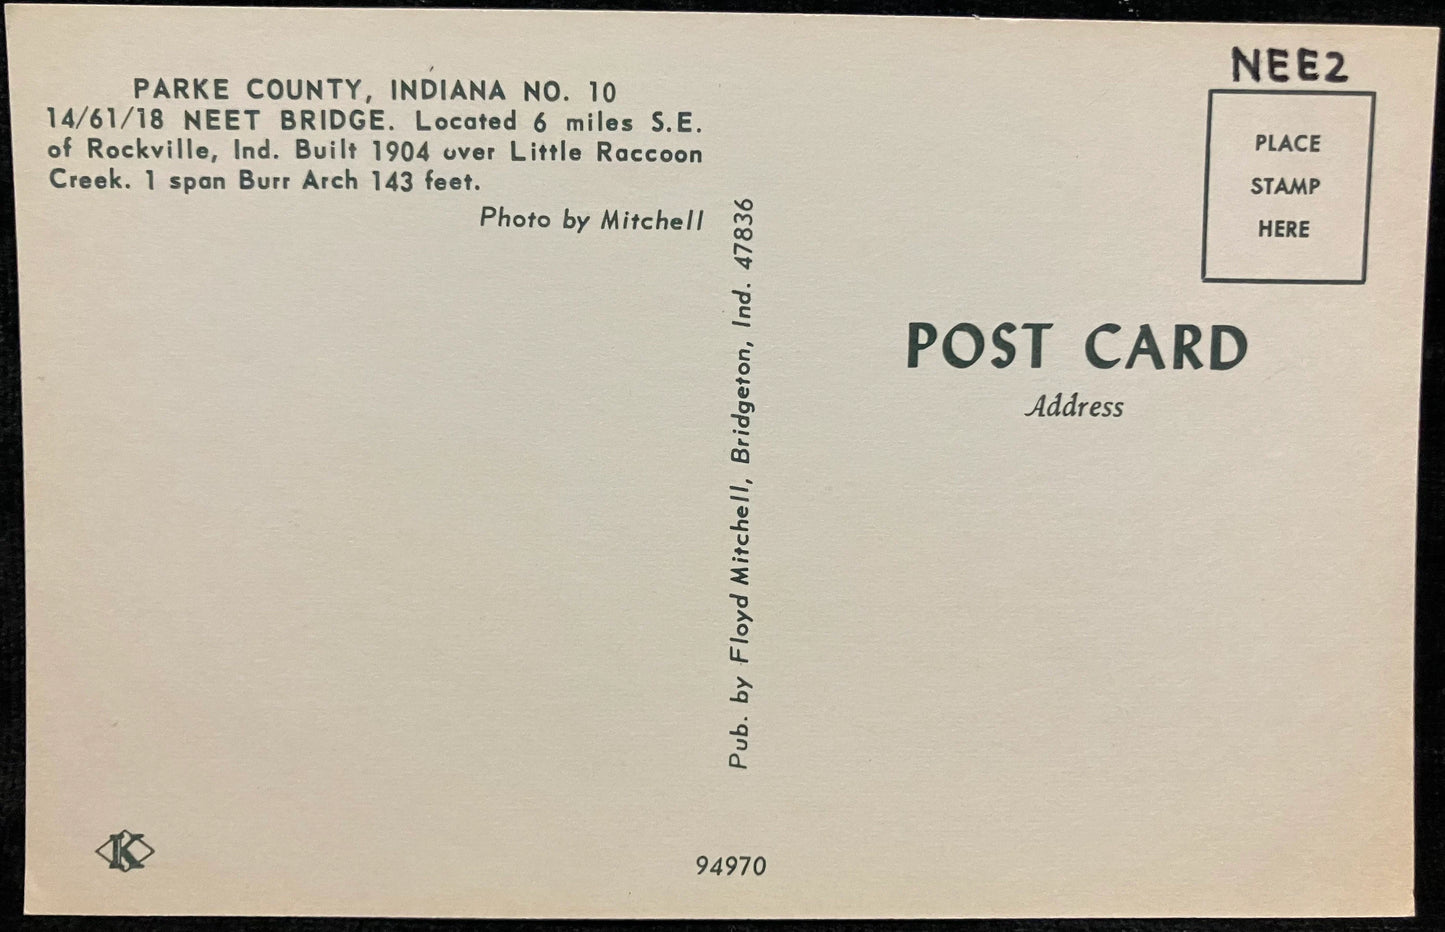 PARKE COUNTY, INDIANA NO. 10
14/61/18 NEET BRIDGE. Located 6 miles S.E.
of Rockville, Ind. Built 1904 over Little Raccoon
Creek. 1 span Burr Arch 143 feet.
Photo by Mitchell
Pub. by Floyd Mitchell, Bridgeton, Ind. 47836
NEE2
PLACE
STAMP
HERE
POST CARD
Address
K
94970